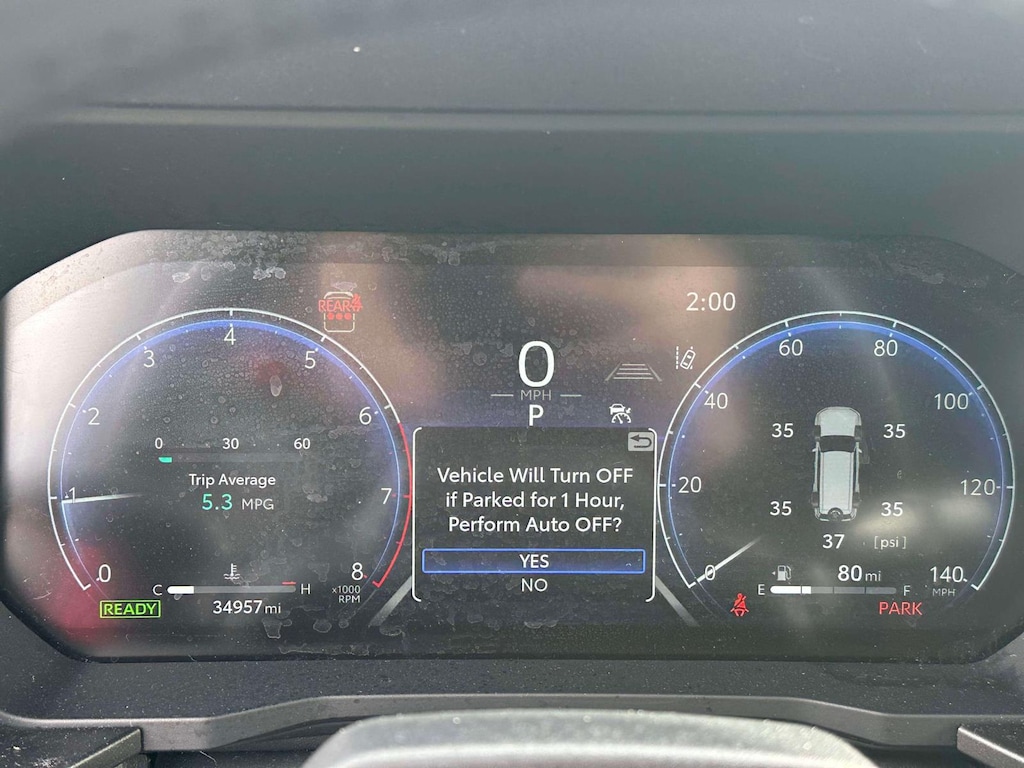 REAR
2:00
0
MPH
P
0 1 2 3 4 5 6 7 8
x1000
RPM
0 30 60
Trip Average
5.3 MPG
C H
READY
34957 mi
Vehicle Will Turn OFF
if Parked for 1 Hour,
Perform Auto OFF?
YES
NO
0 20 40 60 80 100 120 140
MPH
35 35
35 35
37 [psi]
80 mi
E F
PARK